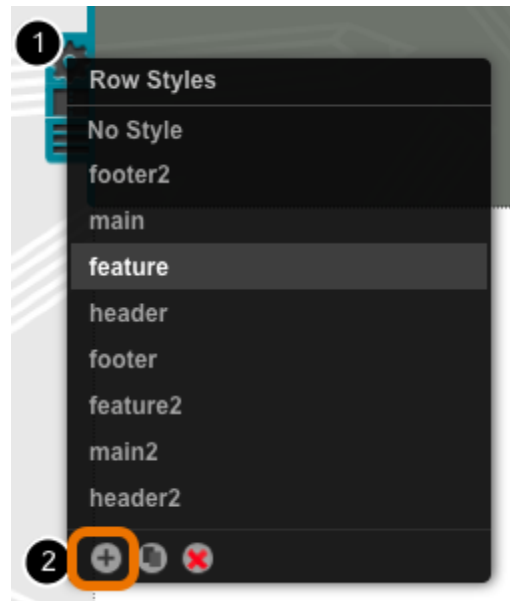 1
Row Styles
No Style
footer2
main
feature
header
footer
feature2
main2
header2
2